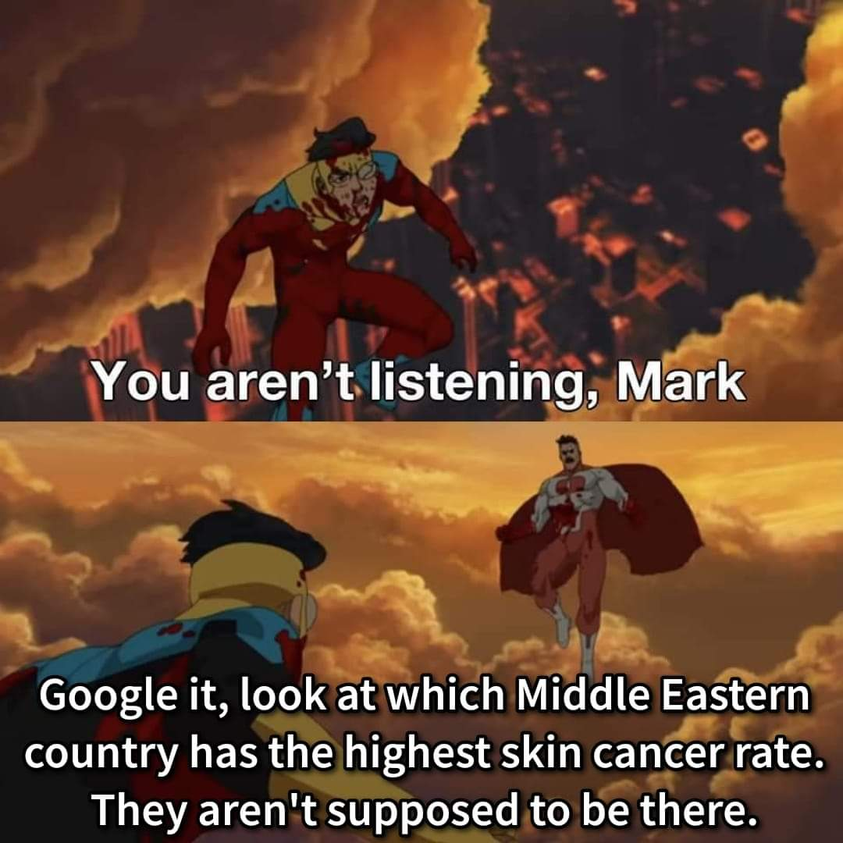 You aren't listening, Mark
Google it, look at which Middle Eastern
country has the highest skin cancer rate.
They aren't supposed to be there.